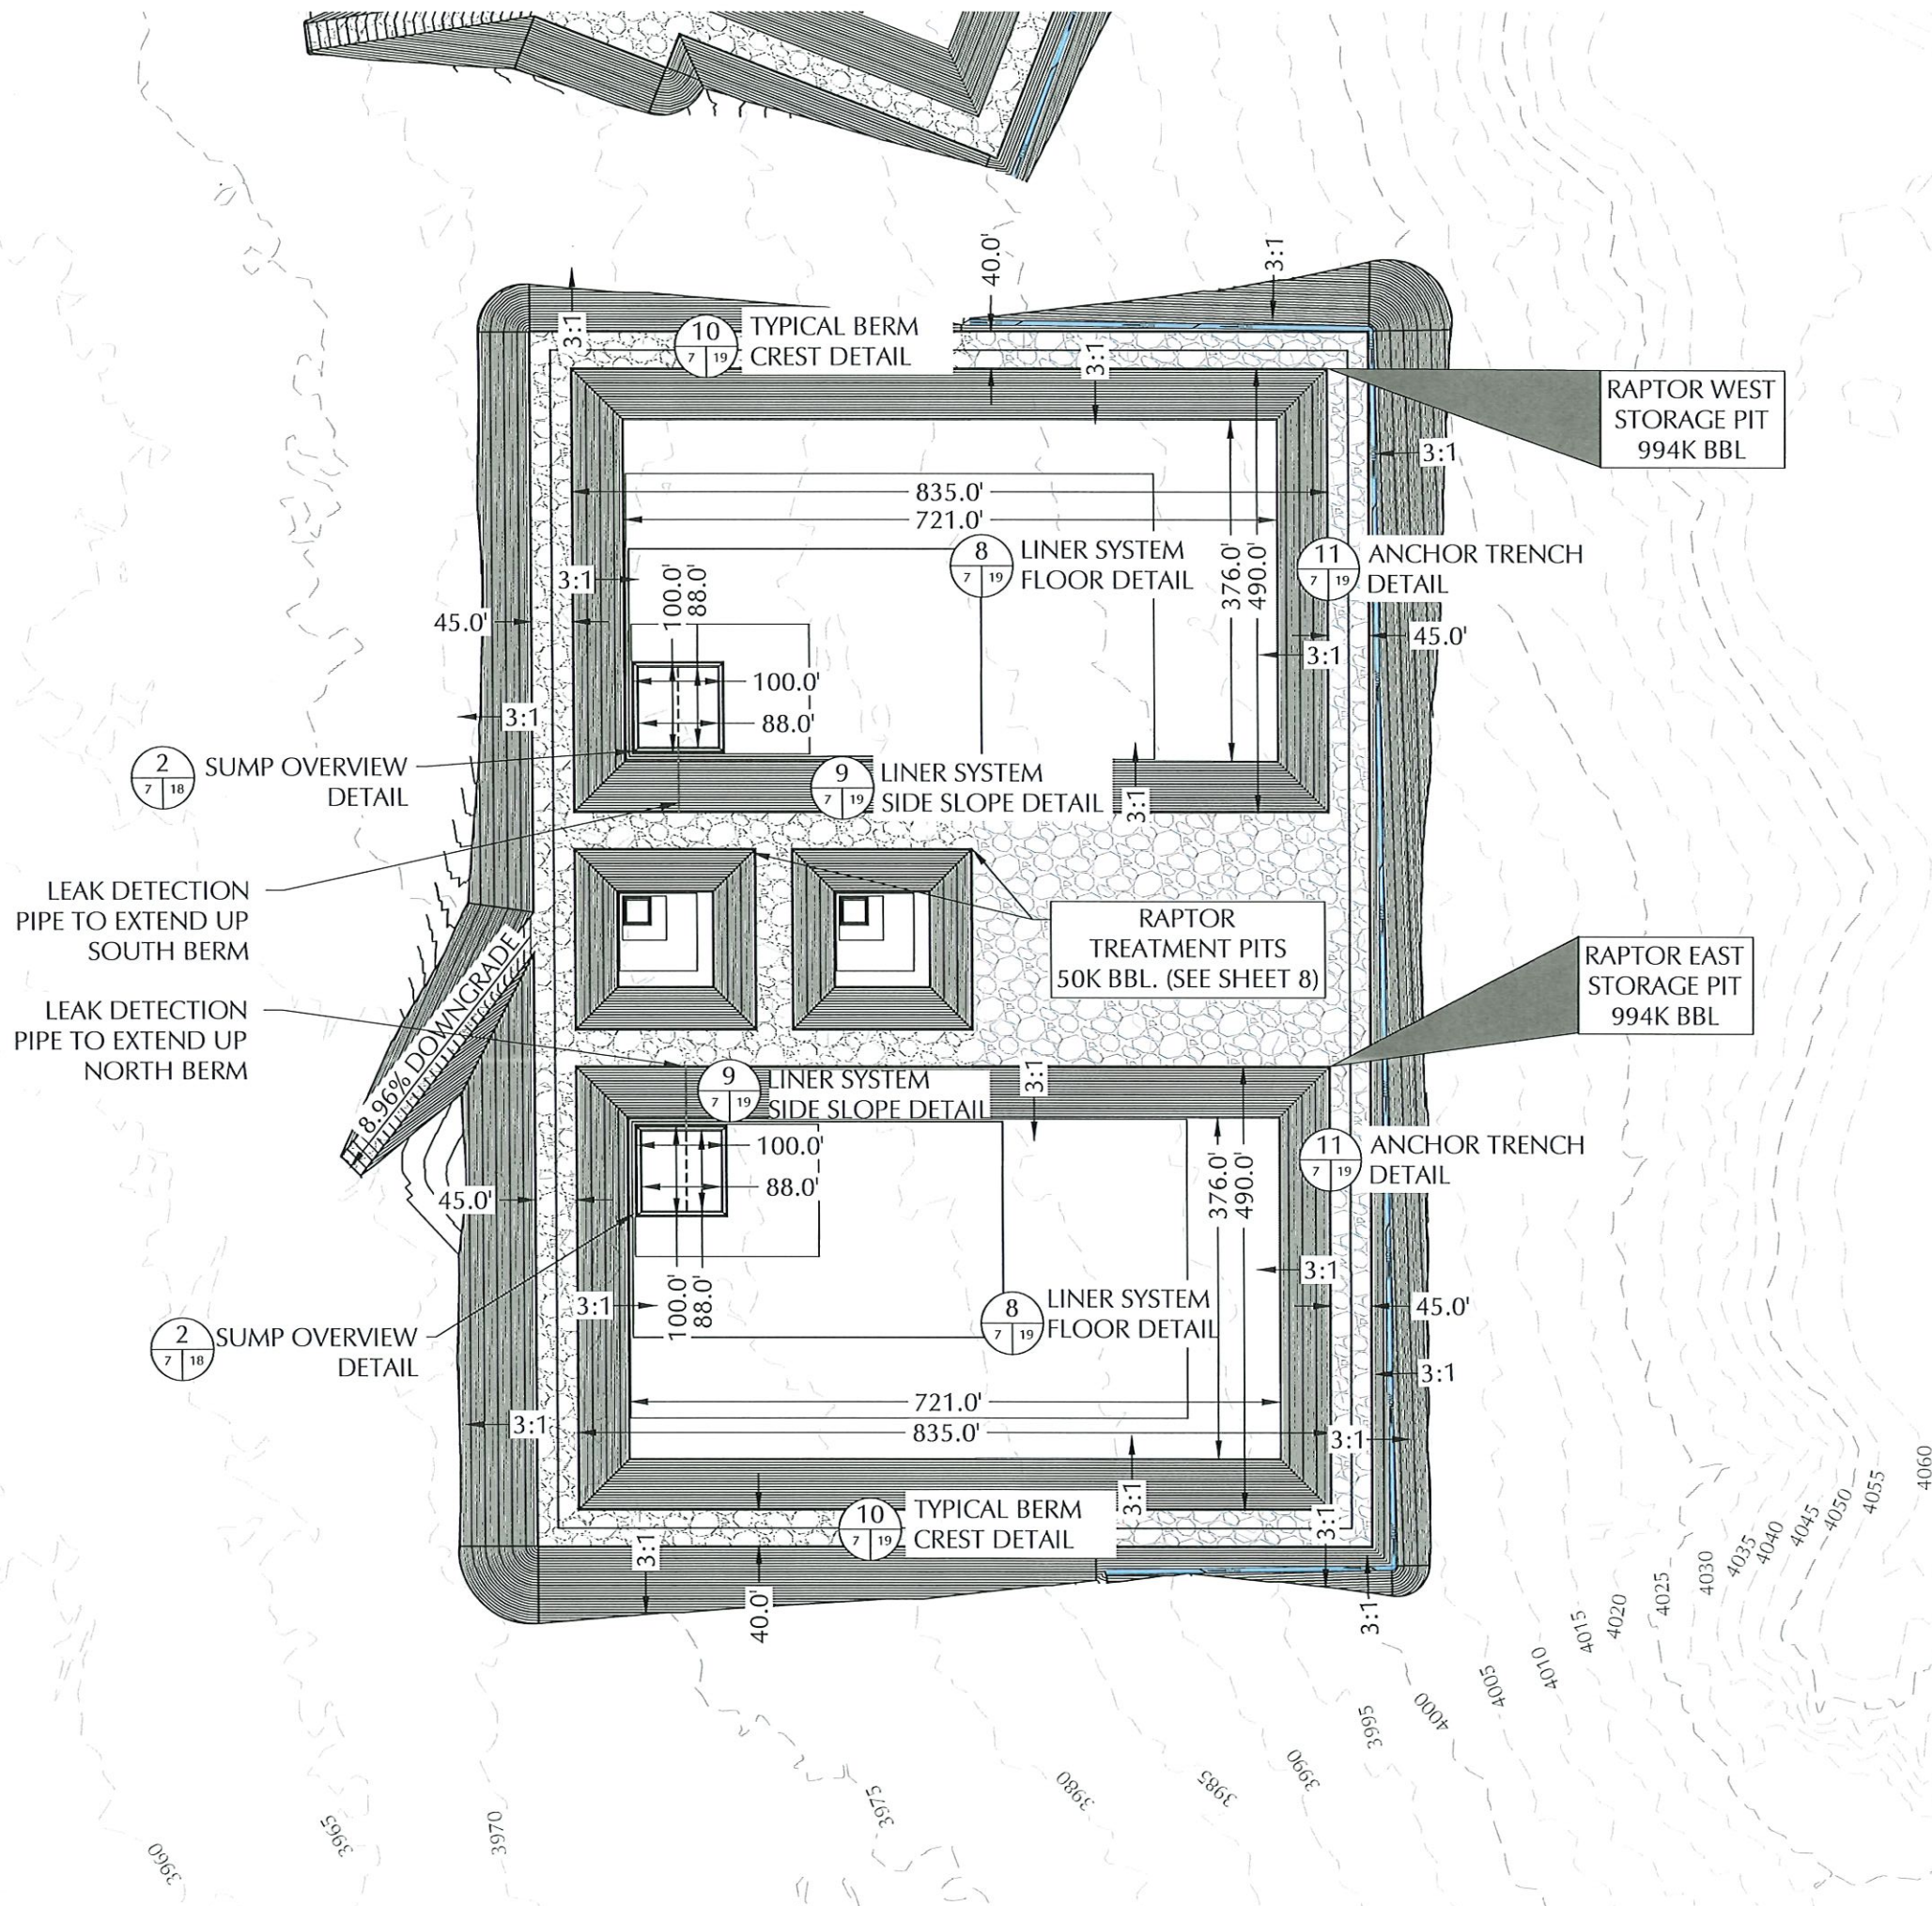 40.0'
3:1
3:1
10
7 19
TYPICAL BERM
CREST DETAIL
3:1
RAPTOR WEST
STORAGE PIT
994K BBL
3:1
835.0'
721.0'
8
7 19
LINER SYSTEM
FLOOR DETAIL
376.0'
490.0'
11
7 19
ANCHOR TRENCH
DETAIL
3:1
100.0'
88.0'
45.0'
45.0'
3:1
100.0'
88.0'
3:1
2
7 18
SUMP OVERVIEW
DETAIL
9
7 19
LINER SYSTEM
SIDE SLOPE DETAIL
3:1
LEAK DETECTION
PIPE TO EXTEND UP
SOUTH BERM
RAPTOR
TREATMENT PITS
50K BBL. (SEE SHEET 8)
8.96% DOWNGRADE
RAPTOR EAST
STORAGE PIT
994K BBL
LEAK DETECTION
PIPE TO EXTEND UP
NORTH BERM
9
7 19
LINER SYSTEM
SIDE SLOPE DETAIL
3:1
100.0'
88.0'
376.0'
490.0'
11
7 19
ANCHOR TRENCH
DETAIL
45.0'
3:1
3:1
100.0'
88.0'
8
7 19
LINER SYSTEM
FLOOR DETAIL
45.0'
2
7 18
SUMP OVERVIEW
DETAIL
3:1
721.0'
835.0'
3:1
3:1
3:1
10
7 19
TYPICAL BERM
CREST DETAIL
3:1
3:1
40.0'
3:1
4060
4055
4050
4045
4040
4035
4030
4025
4020
4015
4010
4005
4000
3995
3990
3985
3980
3975
3970
3965
3960